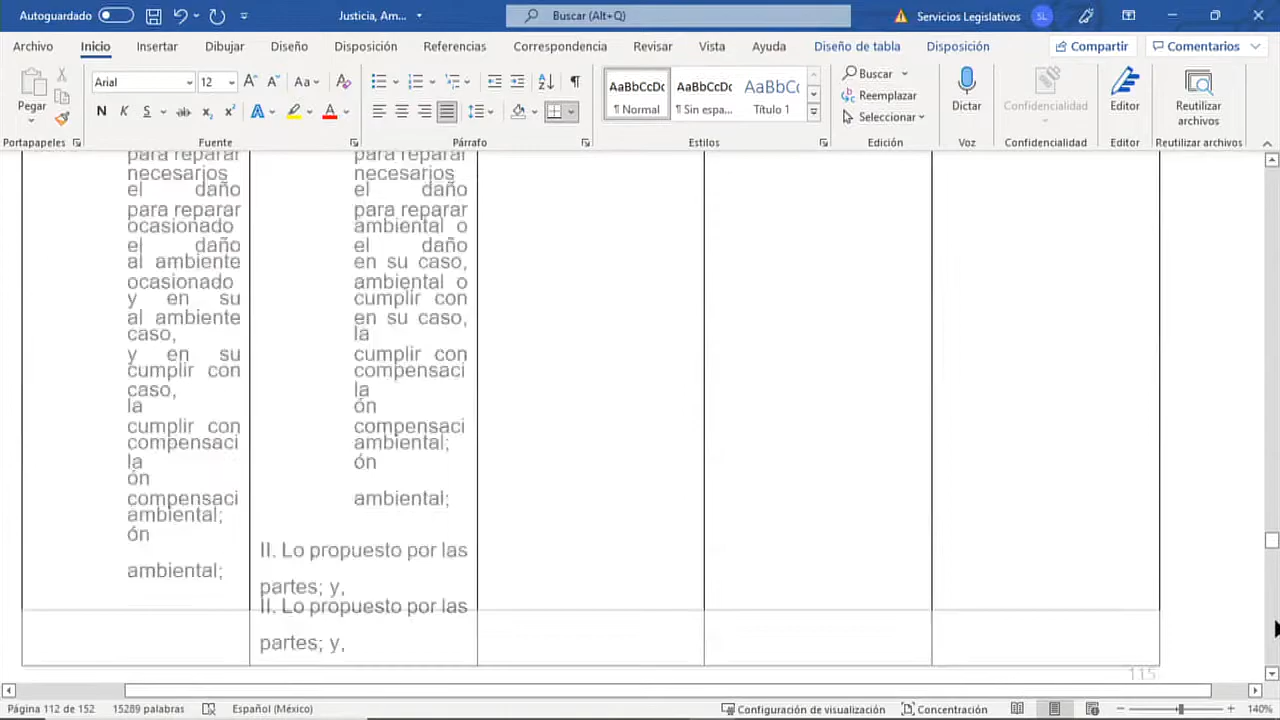 Autoguardado
Justicia, Am...
Buscar (Alt+Q)
Servicios Legislativos
SL
Archivo
Inicio
Insertar
Dibujar
Diseño
Disposición
Referencias
Correspondencia
Revisar
Vista
Ayuda
Diseño de tabla
Disposición
Compartir
Comentarios
Pegar
Arial
12
Aa
N K S ab x₂ x²
AaBbCcDc
AaBbCcDc
AaBbC(
¶ Normal
¶ Sin espa...
Título 1
Buscar
Reemplazar
Seleccionar
Dictar
Confidencialidad
Editor
Reutilizar
archivos
Portapapeles
Fuente
Párrafo
Estilos
Edición
Voz
Confidencialidad
Editor
Reutilizar archivos
para reparar
necesarios
el daño
para reparar
ocasionado
el daño
al ambiente
ocasionado
y en su
al ambiente
caso,
y en su
cumplir con
caso,
la
cumplir con
compensaci
la
ón
compensaci
ambiental;
ón
ambiental;
para reparar
necesarios
el daño
para reparar
ambiental o
el daño
en su caso,
ambiental o
cumplir con
en su caso,
la
cumplir con
compensaci
la
ón
compensaci
ambiental;
ón
ambiental;
II. Lo propuesto por las
partes; y,
II. Lo propuesto por las
partes; y,
115
Página 112 de 152
15289 palabras
Español (México)
Configuración de visualización
Concentración
140%